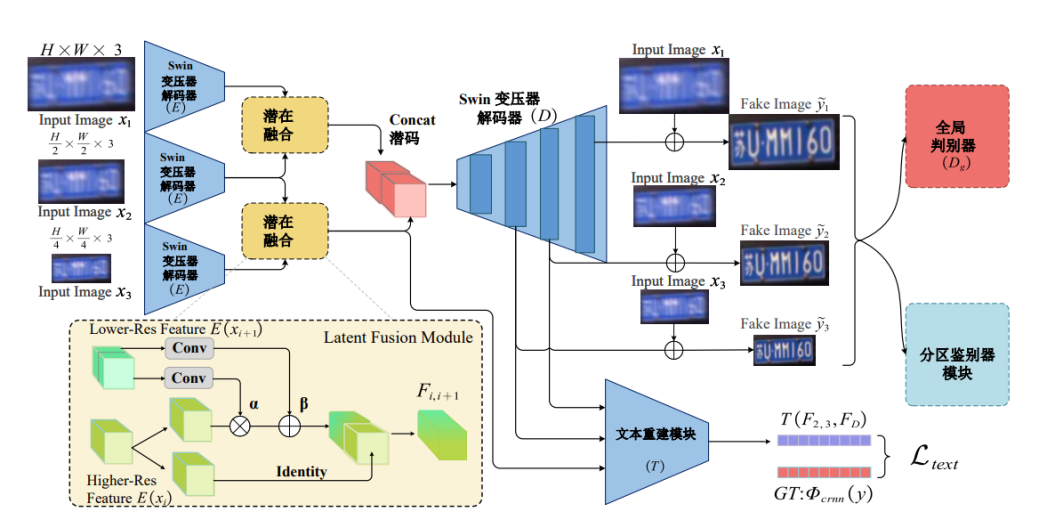 H × W × 3
Input Image x₁
H/2 × W/2 × 3
Input Image x₂
H/4 × W/4 × 3
Input Image x₃
Swin
变压器
解码器
(E)
Swin
变压器
解码器
(E)
Swin
变压器
解码器
(E)
潜在
融合
潜在
融合
Concat
潜码
Swin 变压器
解码器 (D)
Input Image x₁
Fake Image ỹ₁
苏U·MM160
Input Image x₂
Fake Image ỹ₂
苏U·MM160
Input Image x₃
Fake Image ỹ₃
苏U·MM160
全局
判别器
(D_g)
分区鉴别器
模块
Lower-Res Feature E(x_{i+1})
Latent Fusion Module
Conv
Conv
α
β
F_{i,i+1}
Identity
Higher-Res
Feature E(x_i)
文本重建模块
(T)
T(F_{2,3}, F_D)
GT:Φ_{crnn}(y)
ℒ_{text}